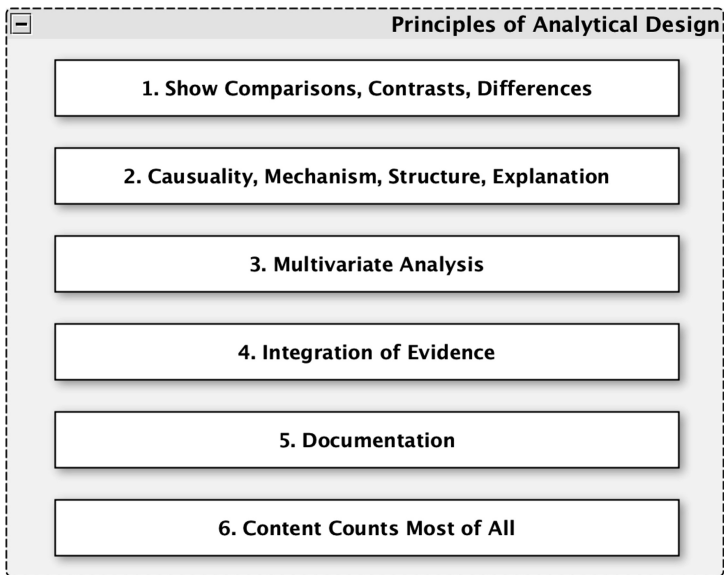 Principles of Analytical Design
1. Show Comparisons, Contrasts, Differences
2. Causuality, Mechanism, Structure, Explanation
3. Multivariate Analysis
4. Integration of Evidence
5. Documentation
6. Content Counts Most of All